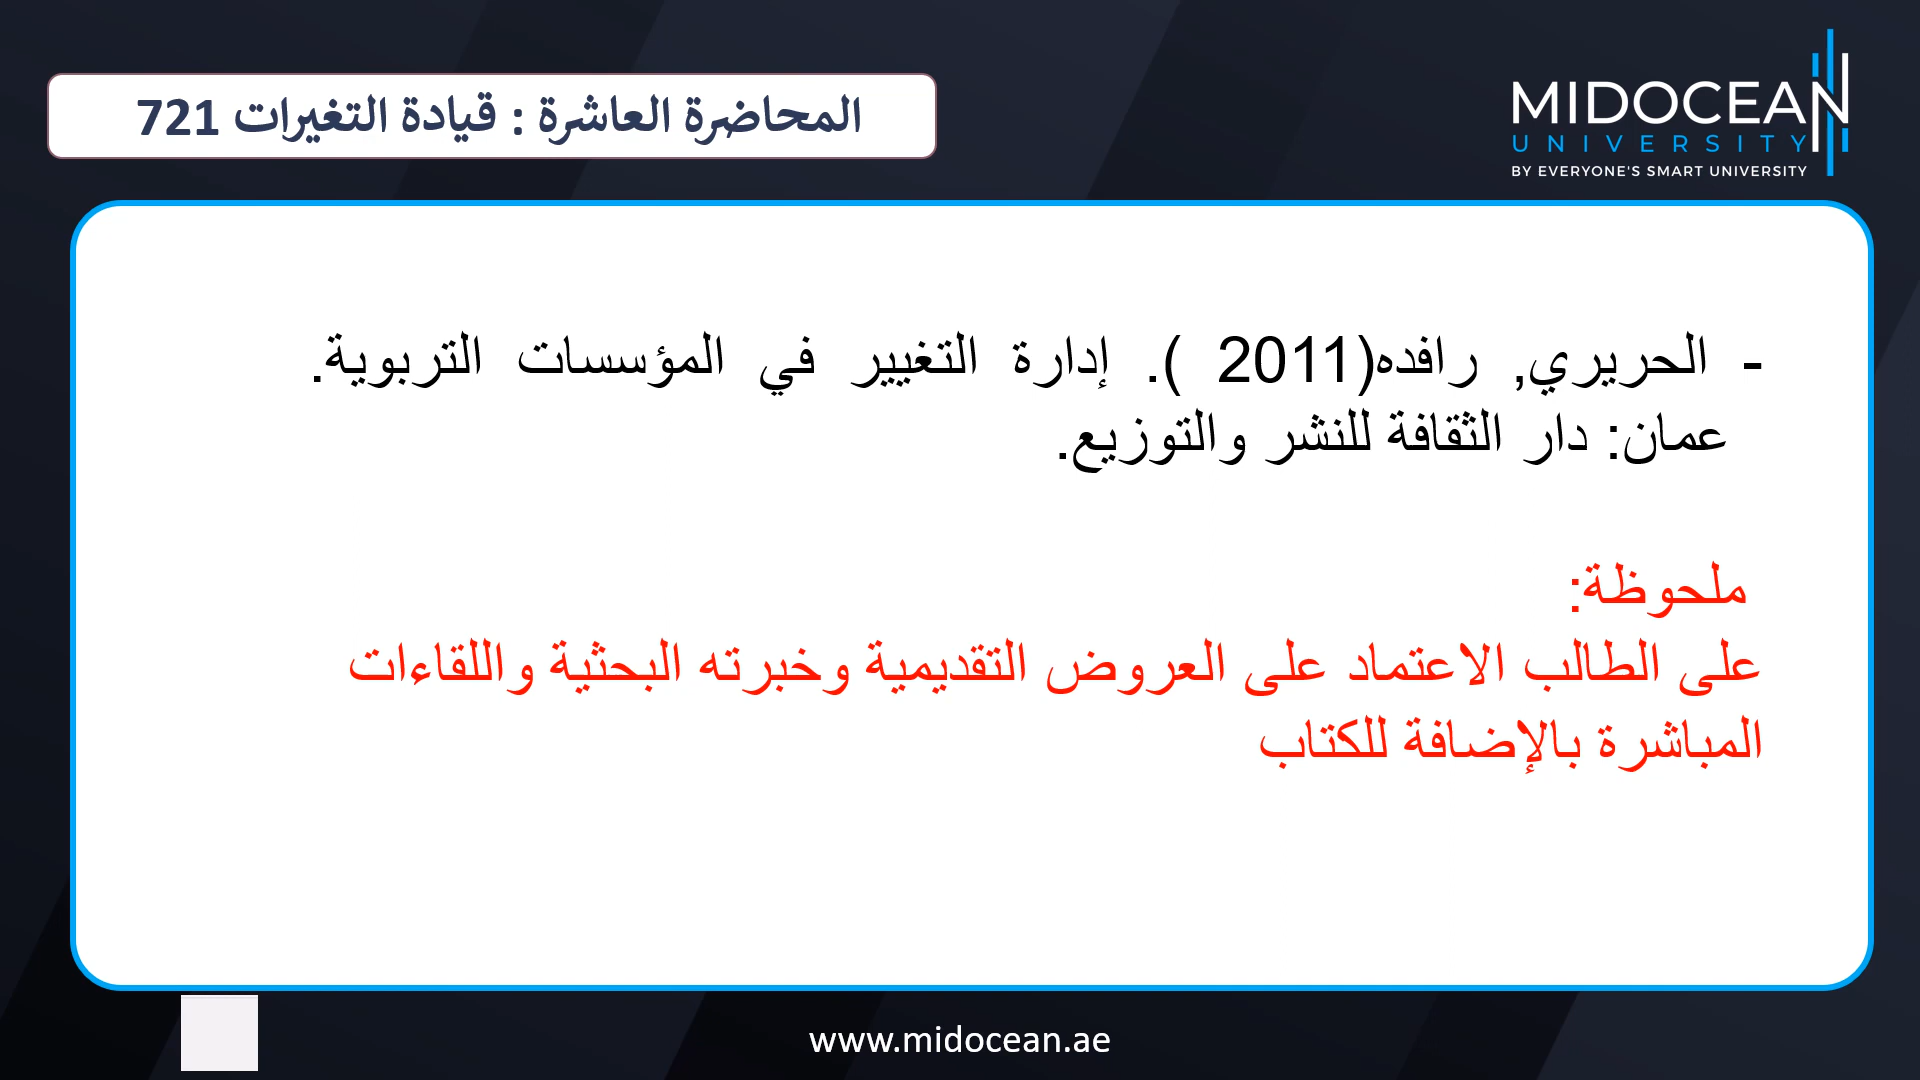 المحاضرة العاشرة : قيادة التغيرات 721
MIDOCEAN
UNIVERSITY
BY EVERYONE'S SMART UNIVERSITY
- الحريري, رافده(2011 ). إدارة التغيير في المؤسسات التربوية.
عمان: دار الثقافة للنشر والتوزيع.
ملحوظة:
على الطالب الاعتماد على العروض التقديمية وخبرته البحثية واللقاءات
المباشرة بالإضافة للكتاب
www.midocean.ae